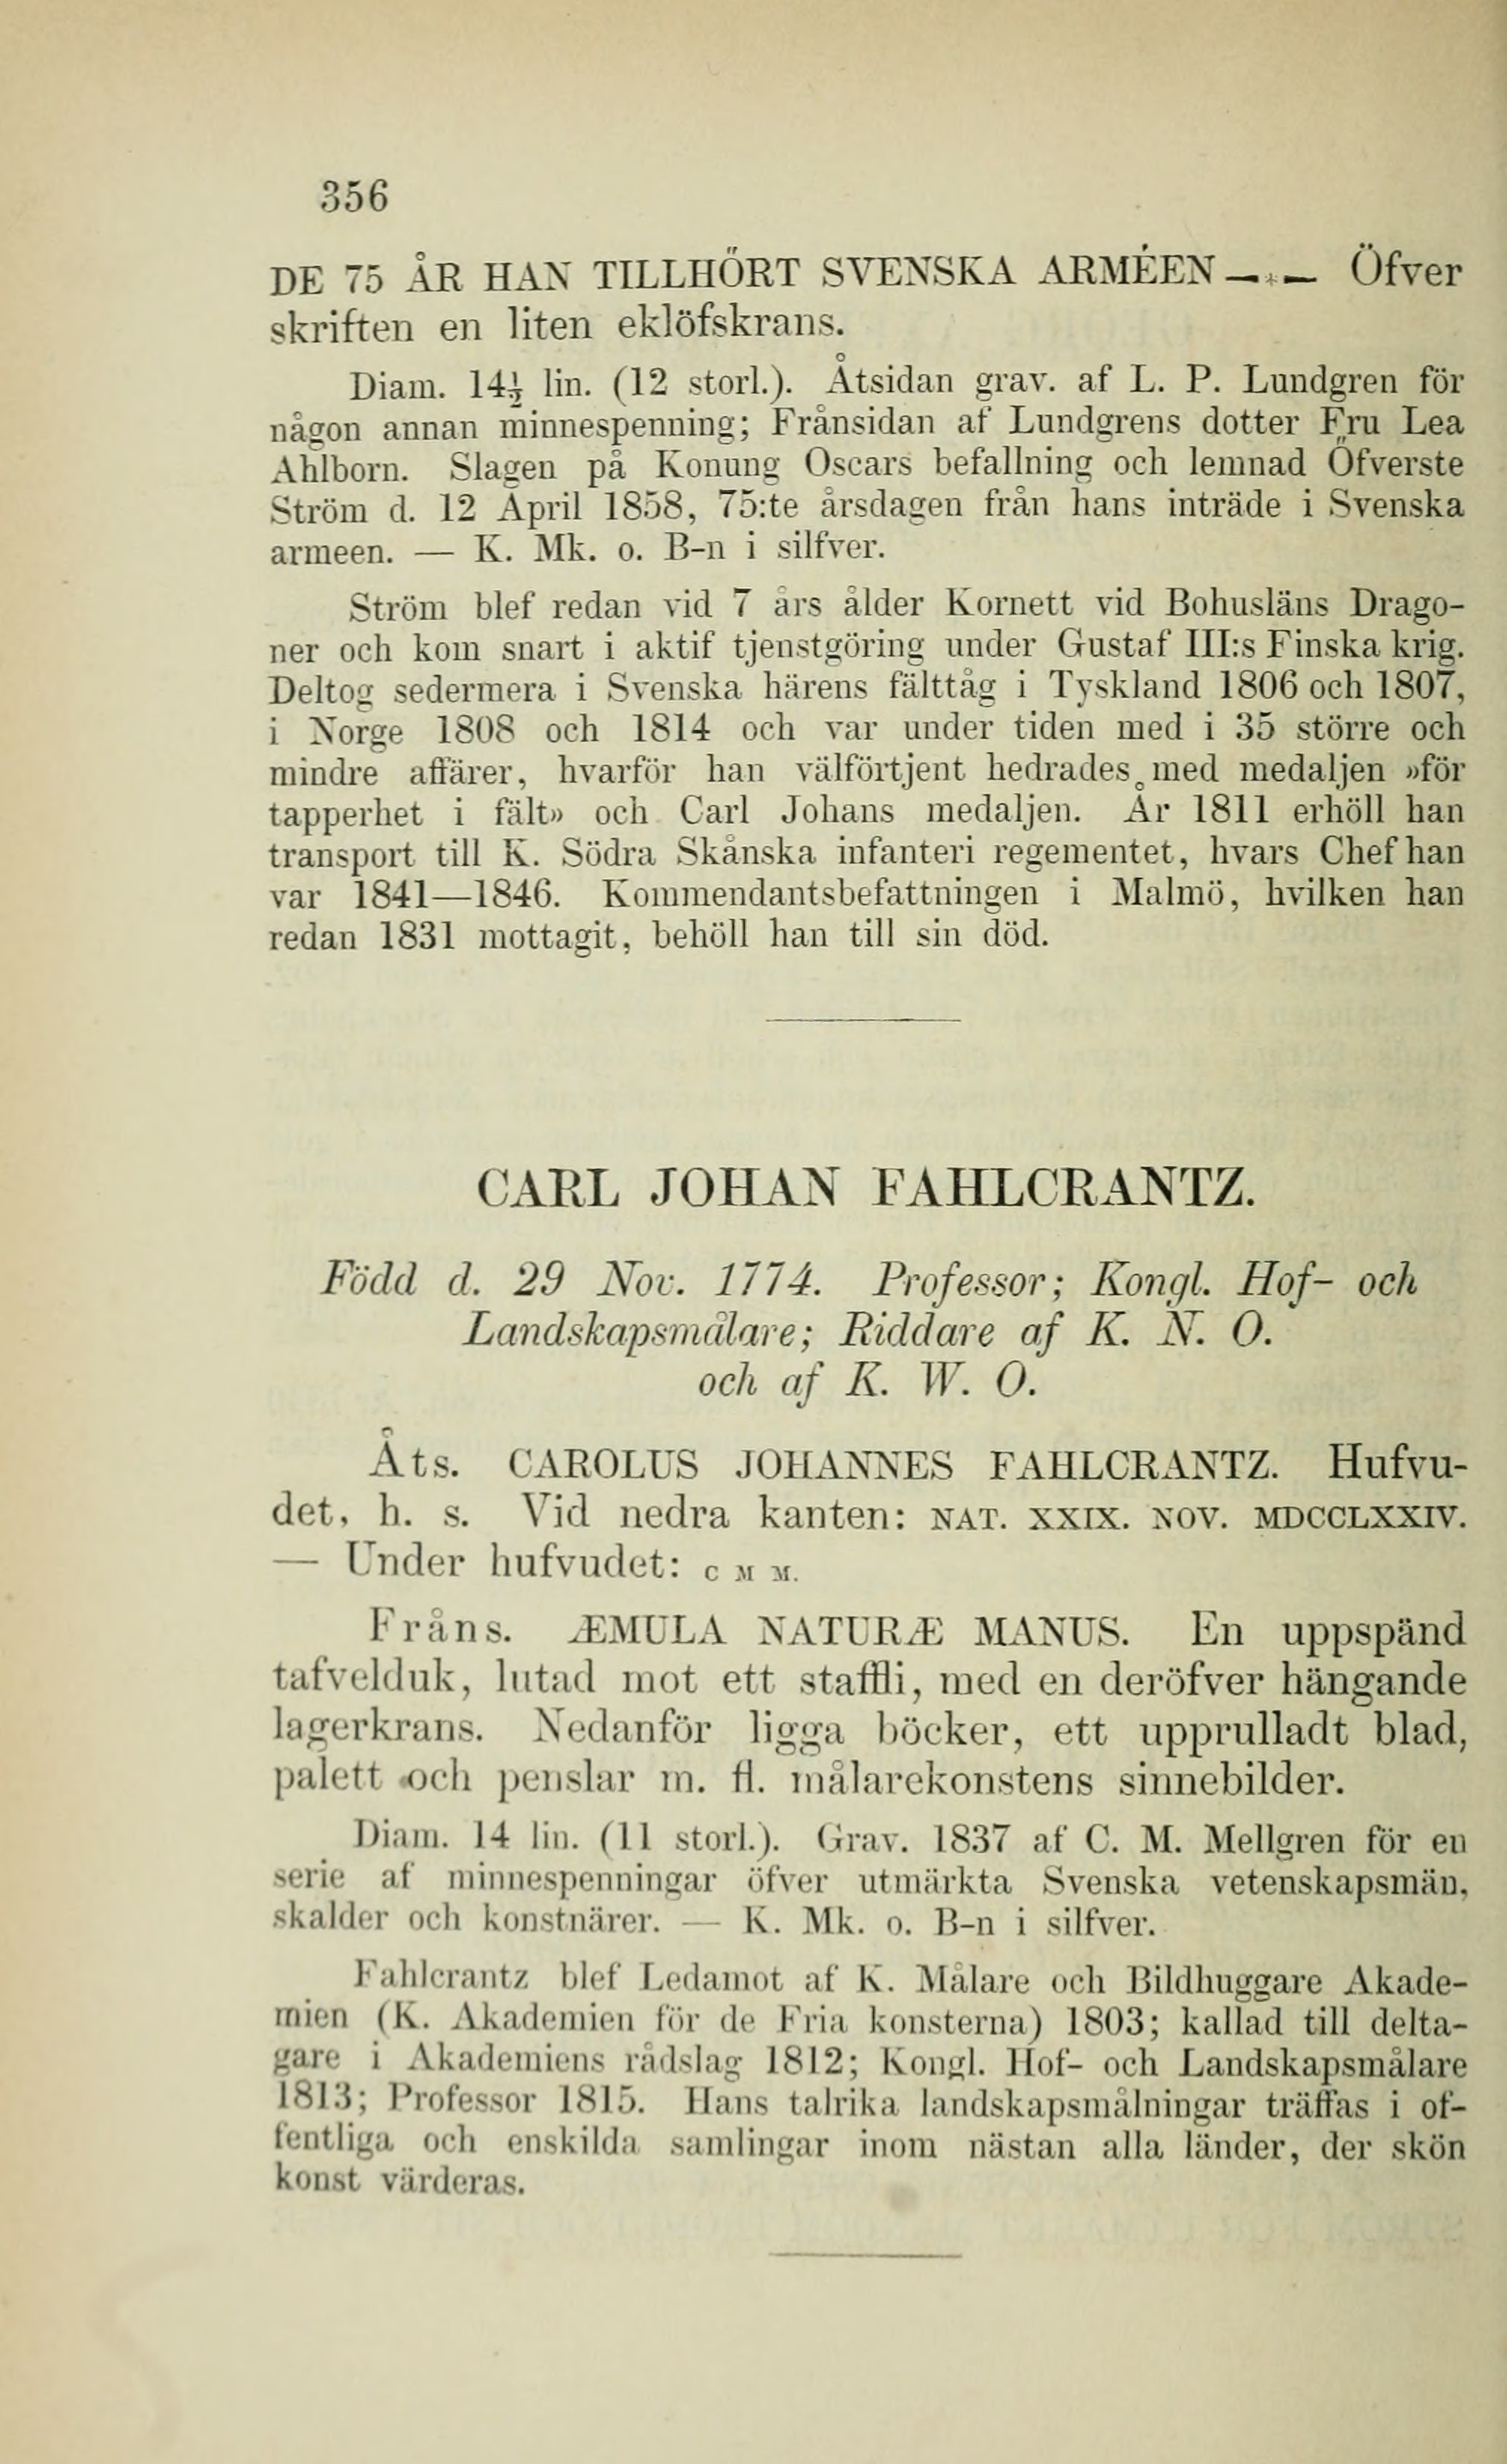 356
DE 75 ÅR HAN TILLHÖRT SVENSKA ARMÉEN —*— Öfver
skriften en liten eklöfskrans.
Diam. 14½ lin. (12 storl.). Åtsidan grav. af L. P. Lundgren för
någon annan minnespenning; Frånsidan af Lundgrens dotter Fru Lea
Ahlborn. Slagen på Konung Oscars befallning och lemnad Öfverste
Ström d. 12 April 1858, 75:te årsdagen från hans inträde i Svenska
armeen. — K. Mk. o. B-n i silfver.
Ström blef redan vid 7 års ålder Kornett vid Bohusläns Drago-
ner och kom snart i aktif tjenstgöring under Gustaf III:s Finska krig.
Deltog sedermera i Svenska härens fälttåg i Tyskland 1806 och 1807,
i Norge 1808 och 1814 och var under tiden med i 35 större och
mindre affärer, hvarför han välförtjent hedrades med medaljen »för
tapperhet i fält» och Carl Johans medaljen. År 1811 erhöll han
transport till K. Södra Skånska infanteri regementet, hvars Chef han
var 1841—1846. Kommendantsbefattningen i Malmö, hvilken han
redan 1831 mottagit, behöll han till sin död.
CARL JOHAN FAHLCRANTZ.
Född d. 29 Nov. 1774. Professor; Kongl. Hof- och
Landskapsmålare; Riddare af K. N. O.
och af K. W. O.
Åts. CAROLUS JOHANNES FAHLCRANTZ. Hufvu-
det, h. s. Vid nedra kanten: NAT. XXIX. NOV. MDCCLXXIV.
— Under hufvudet: C M M.
Fråns. ÆMULA NATURÆ MANUS. En uppspänd
tafvelduk, lutad mot ett staffli, med en deröfver hängande
lagerkrans. Nedanför ligga böcker, ett upprulladt blad,
palett och penslar m. fl. målarekonstens sinnebilder.
Diam. 14 lin. (11 storl.). Grav. 1837 af C. M. Mellgren för en
serie af minnespenningar öfver utmärkta Svenska vetenskapsmän,
skalder och konstnärer. — K. Mk. o. B-n i silfver.
Fahlcrantz blef Ledamot af K. Målare och Bildhuggare Akade-
mien (K. Akademien för de Fria konsterna) 1803; kallad till delta-
gare i Akademiens rådslag 1812; Kongl. Hof- och Landskapsmålare
1813; Professor 1815. Hans talrika landskapsmålningar träffas i of-
fentliga och enskilda samlingar inom nästan alla länder, der skön
konst värderas.